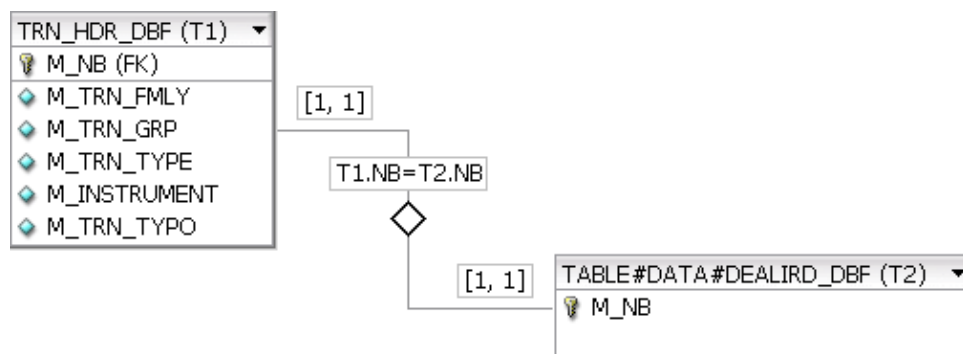 TRN_HDR_DBF (T1)
M_NB (FK)
M_TRN_FMLY
M_TRN_GRP
M_TRN_TYPE
M_INSTRUMENT
M_TRN_TYPO
[1, 1]
T1.NB=T2.NB
[1, 1]
TABLE#DATA#DEALIRD_DBF (T2)
M_NB